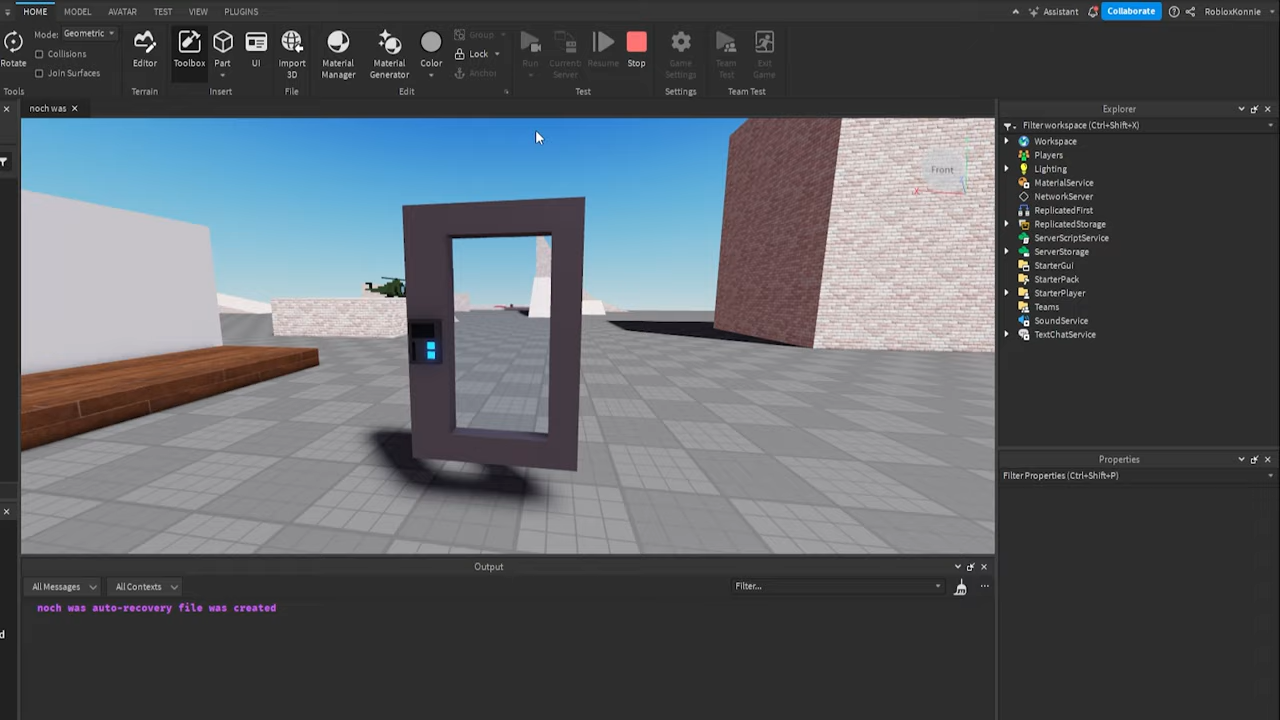 HOME MODEL AVATAR TEST VIEW PLUGINS Assistant Collaborate RobloxKonnie
Mode: Geometric
Collisions
Join Surfaces
Rotate
Tools
Editor
Terrain
Toolbox Part UI
Insert
Import
3D
File
Material
Manager
Material
Generator
Color
Group
Lock
Anchor
Edit
Run Current:
Server
Resume Stop
Test
Game
Settings
Settings
Team
Test
Exit
Game
Team Test
noch was
Front
Explorer
Filter workspace (Ctrl+Shift+X)
Workspace
Players
Lighting
MaterialService
NetworkServer
ReplicatedFirst
ReplicatedStorage
ServerScriptService
ServerStorage
StarterGui
StarterPack
StarterPlayer
Teams
SoundService
TextChatService
Properties
Filter Properties (Ctrl+Shift+P)
Output
All Messages All Contexts Filter...
noch was auto-recovery file was created